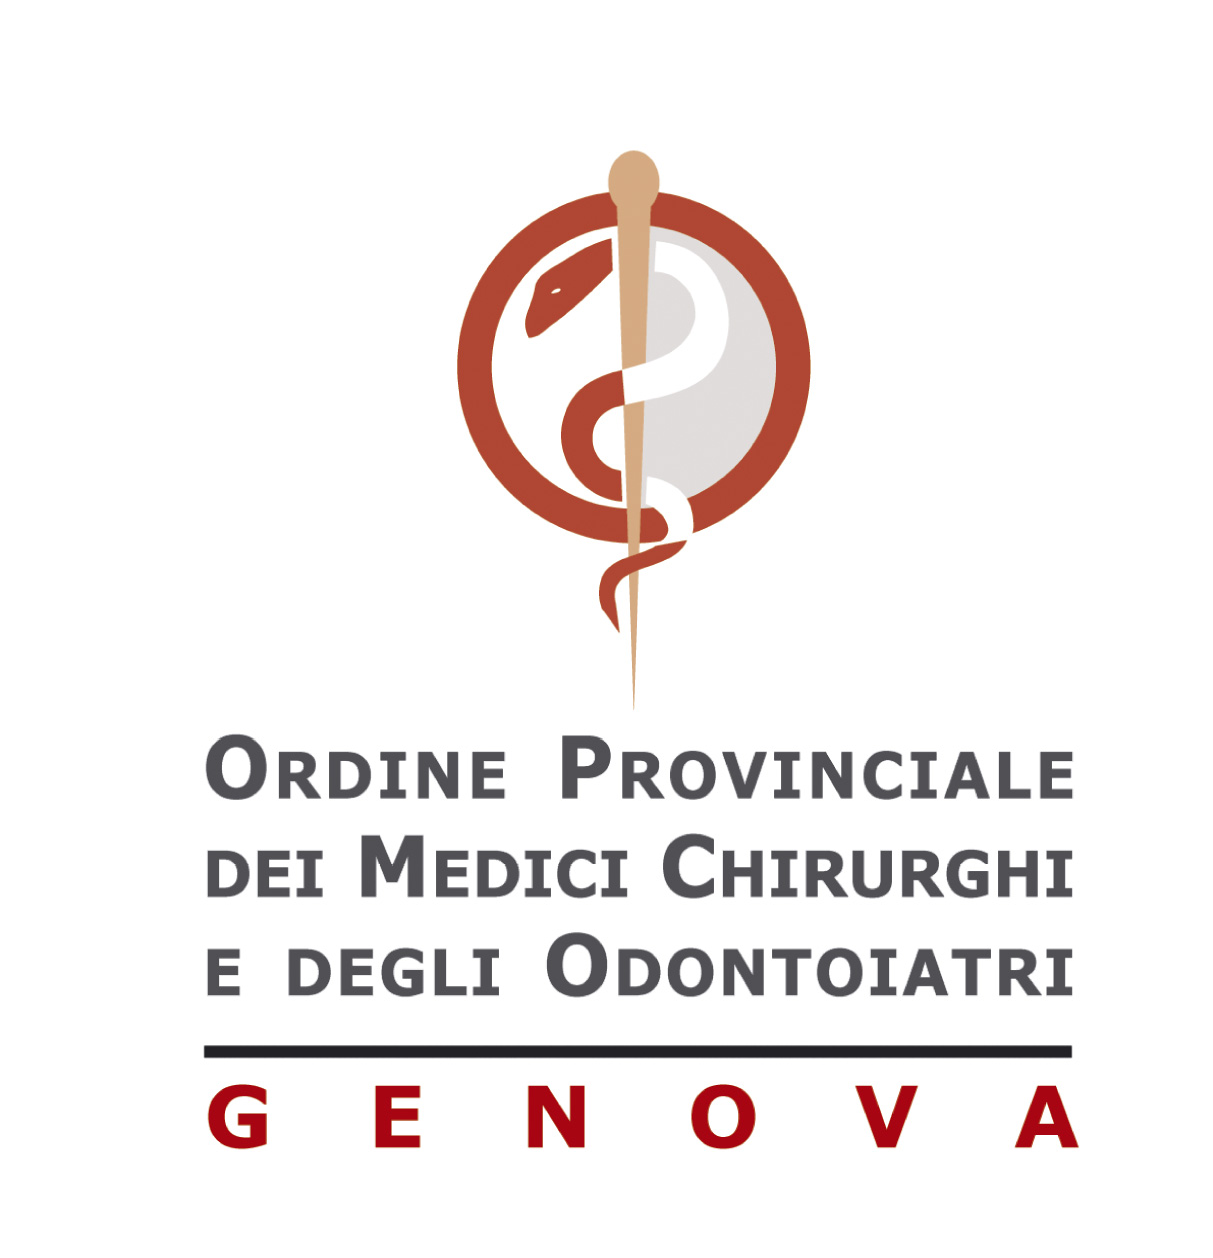 ORDINE PROVINCIALE
DEI MEDICI CHIRURGHI
E DEGLI ODONTOIATRI
GENOVA